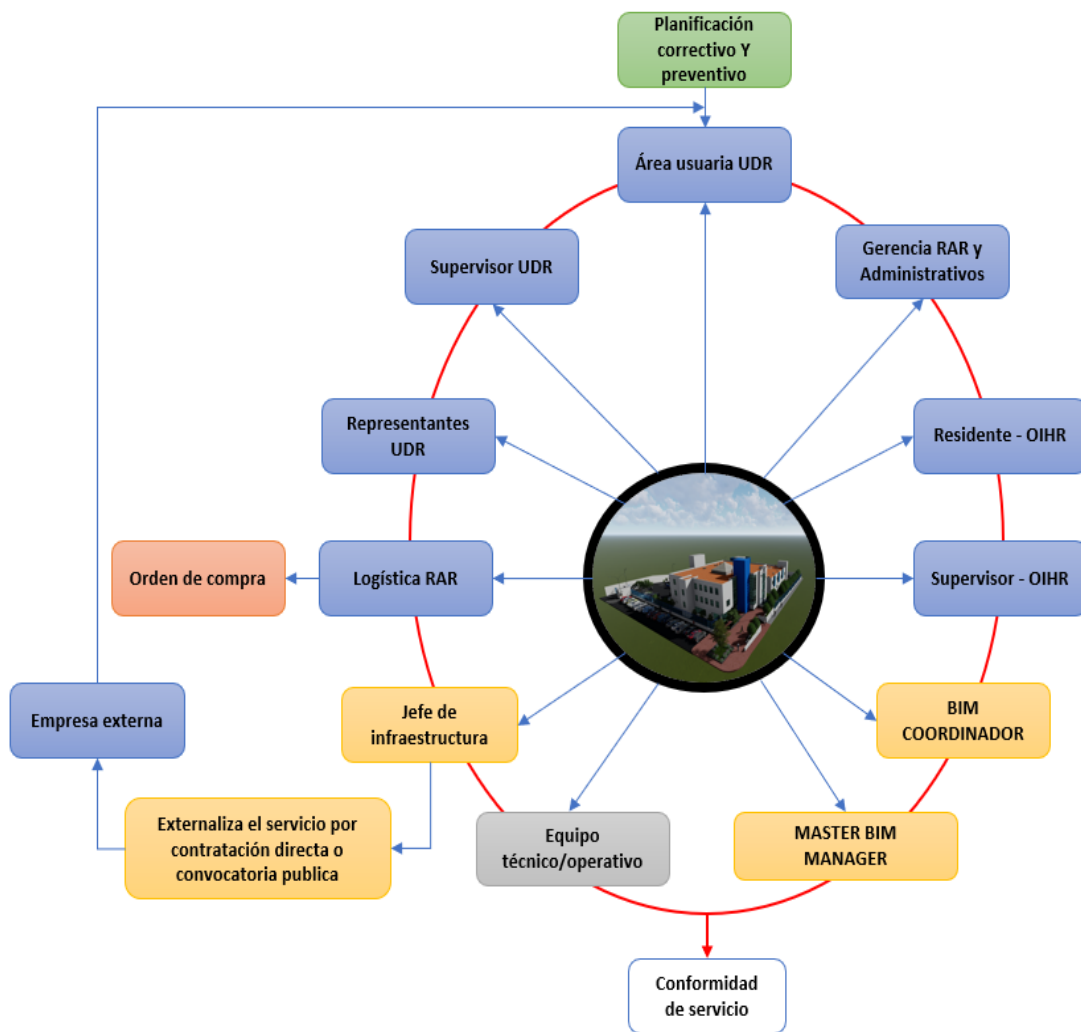 Planificación
correctivo Y
preventivo
Área usuaria UDR
Supervisor UDR
Gerencia RAR y
Administrativos
Representantes
UDR
Residente - OIHR
Orden de compra
Logística RAR
Supervisor - OIHR
Empresa externa
Jefe de
infraestructura
BIM
COORDINADOR
Externaliza el servicio por
contratación directa o
convocatoria publica
Equipo
técnico/operativo
MASTER BIM
MANAGER
Conformidad
de servicio